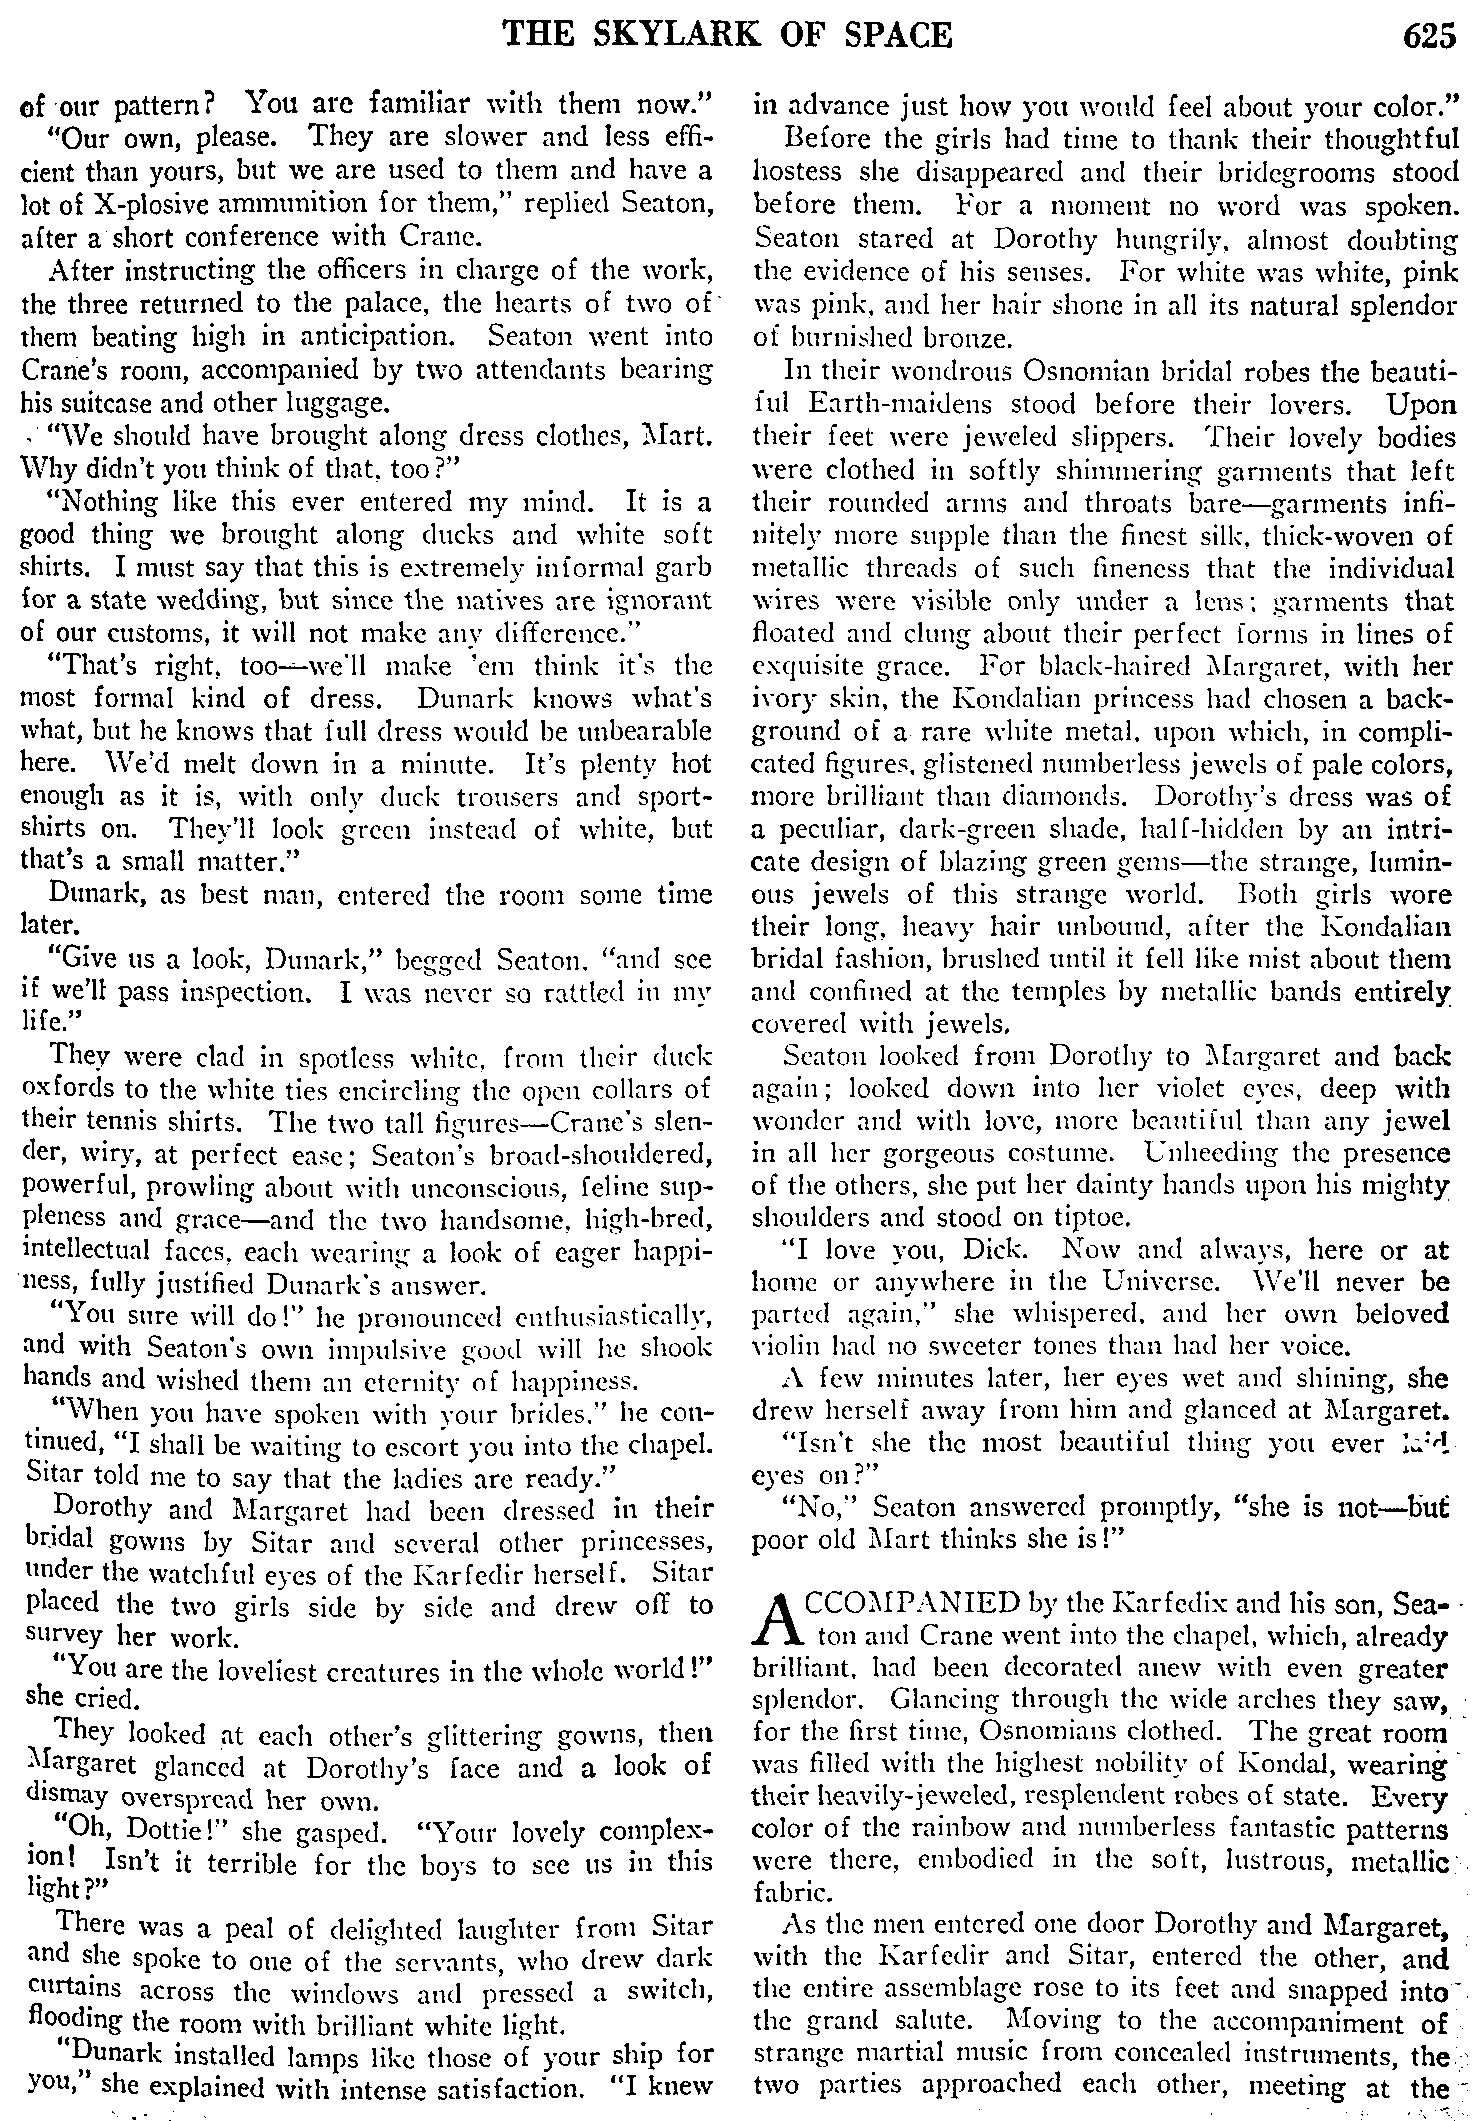 THE SKYLARK OF SPACE 625
of our pattern? You are familiar with them now.”
“Our own, please. They are slower and less effi-
cient than yours, but we are used to them and have a
lot of X-plosive ammunition for them,” replied Seaton,
after a short conference with Crane.
After instructing the officers in charge of the work,
the three returned to the palace, the hearts of two of
them beating high in anticipation. Seaton went into
Crane's room, accompanied by two attendants bearing
his suitcase and other luggage.
“We should have brought along dress clothes, Mart.
Why didn't you think of that, too?”
“Nothing like this ever entered my mind. It is a
good thing we brought along ducks and white soft
shirts. I must say that this is extremely informal garb
for a state wedding, but since the natives are ignorant
of our customs, it will not make any difference.”
“That's right, too—we'll make 'em think it's the
most formal kind of dress. Dunark knows what's
what, but he knows that full dress would be unbearable
here. We'd melt down in a minute. It's plenty hot
enough as it is, with only duck trousers and sport-
shirts on. They'll look green instead of white, but
that's a small matter.”
Dunark, as best man, entered the room some time
later.
“Give us a look, Dunark,” begged Seaton, “and see
if we'll pass inspection. I was never so rattled in my
life.”
They were clad in spotless white, from their duck
oxfords to the white ties encircling the open collars of
their tennis shirts. The two tall figures—Crane's slen-
der, wiry, at perfect ease; Seaton's broad-shouldered,
powerful, prowling about with unconscious, feline sup-
pleness and grace—and the two handsome, high-bred,
intellectual faces, each wearing a look of eager happi-
ness, fully justified Dunark's answer.
“You sure will do!” he pronounced enthusiastically,
and with Seaton's own impulsive good will he shook
hands and wished them an eternity of happiness.
“When you have spoken with your brides,” he con-
tinued, “I shall be waiting to escort you into the chapel.
Sitar told me to say that the ladies are ready.”
Dorothy and Margaret had been dressed in their
bridal gowns by Sitar and several other princesses,
under the watchful eyes of the Karfedir herself. Sitar
placed the two girls side by side and drew off to
survey her work.
“You are the loveliest creatures in the whole world!”
she cried.
They looked at each other's glittering gowns, then
Margaret glanced at Dorothy's face and a look of
dismay overspread her own.
“Oh, Dottie!” she gasped. “Your lovely complex-
ion! Isn't it terrible for the boys to see us in this
light?”
There was a peal of delighted laughter from Sitar
and she spoke to one of the servants, who drew dark
curtains across the windows and pressed a switch,
flooding the room with brilliant white light.
“Dunark installed lamps like those of your ship for
you,” she explained with intense satisfaction. “I knew
in advance just how you would feel about your color.”
Before the girls had time to thank their thoughtful
hostess she disappeared and their bridegrooms stood
before them. For a moment no word was spoken.
Seaton stared at Dorothy hungrily, almost doubting
the evidence of his senses. For white was white, pink
was pink, and her hair shone in all its natural splendor
of burnished bronze.
In their wondrous Osnomian bridal robes the beauti-
ful Earth-maidens stood before their lovers. Upon
their feet were jeweled slippers. Their lovely bodies
were clothed in softly shimmering garments that left
their rounded arms and throats bare—garments infi-
nitely more supple than the finest silk, thick-woven of
metallic threads of such fineness that the individual
wires were visible only under a lens; garments that
floated and clung about their perfect forms in lines of
exquisite grace. For black-haired Margaret, with her
ivory skin, the Kondalian princess had chosen a back-
ground of a rare white metal, upon which, in compli-
cated figures, glistened numberless jewels of pale colors,
more brilliant than diamonds. Dorothy's dress was of
a peculiar, dark-green shade, half-hidden by an intri-
cate design of blazing green gems—the strange, lumin-
ous jewels of this strange world. Both girls wore
their long, heavy hair unbound, after the Kondalian
bridal fashion, brushed until it fell like mist about them
and confined at the temples by metallic bands entirely
covered with jewels.
Seaton looked from Dorothy to Margaret and back
again; looked down into her violet eyes, deep with
wonder and with love, more beautiful than any jewel
in all her gorgeous costume. Unheeding the presence
of the others, she put her dainty hands upon his mighty
shoulders and stood on tiptoe.
“I love you, Dick. Now and always, here or at
home or anywhere in the Universe. We'll never be
parted again,” she whispered, and her own beloved
violin had no sweeter tones than had her voice.
A few minutes later, her eyes wet and shining, she
drew herself away from him and glanced at Margaret.
“Isn't she the most beautiful thing you ever laid
eyes on?”
“No,” Seaton answered promptly, “she is not—but
poor old Mart thinks she is!”
ACCOMPANIED by the Karfedix and his son, Sea-
ton and Crane went into the chapel, which, already
brilliant, had been decorated anew with even greater
splendor. Glancing through the wide arches they saw,
for the first time, Osnomians clothed. The great room
was filled with the highest nobility of Kondal, wearing
their heavily-jeweled, resplendent robes of state. Every
color of the rainbow and numberless fantastic patterns
were there, embodied in the soft, lustrous, metallic
fabric.
As the men entered one door Dorothy and Margaret,
with the Karfedir and Sitar, entered the other, and
the entire assemblage rose to its feet and snapped into
the grand salute. Moving to the accompaniment of
strange martial music from concealed instruments, the
two parties approached each other, meeting at the